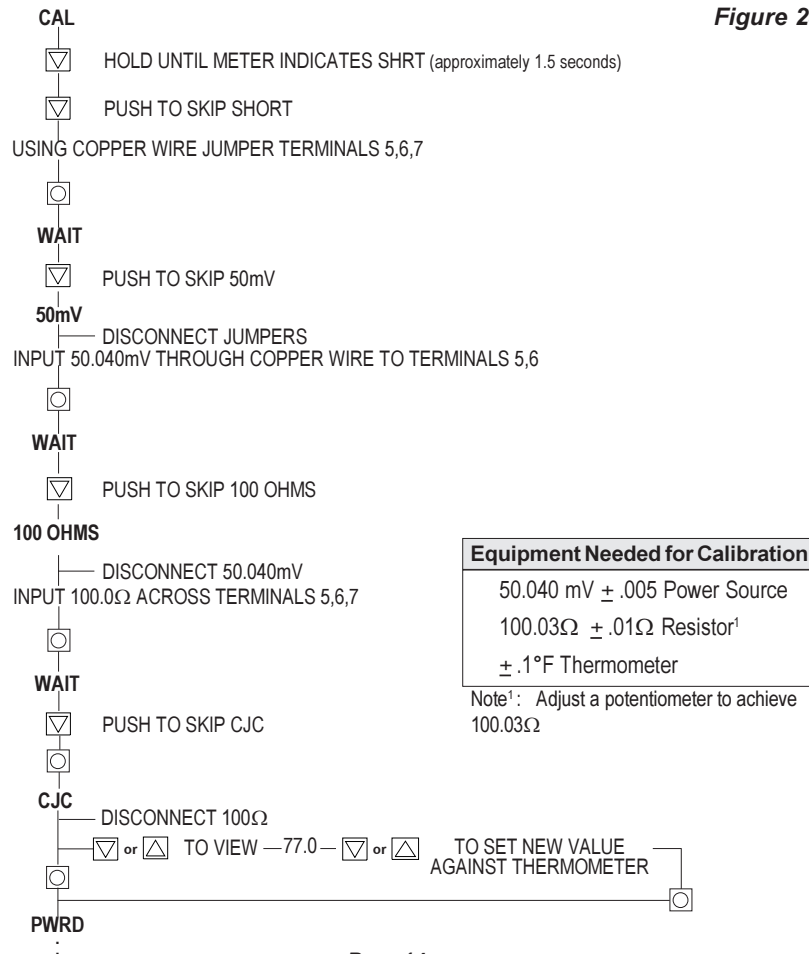 CAL
Figure 2
HOLD UNTIL METER INDICATES SHRT (approximately 1.5 seconds)
PUSH TO SKIP SHORT
USING COPPER WIRE JUMPER TERMINALS 5,6,7
WAIT
PUSH TO SKIP 50mV
50mV
DISCONNECT JUMPERS
INPUT 50.040mV THROUGH COPPER WIRE TO TERMINALS 5,6
WAIT
PUSH TO SKIP 100 OHMS
100 OHMS
DISCONNECT 50.040mV
INPUT 100.0Ω ACROSS TERMINALS 5,6,7
WAIT
PUSH TO SKIP CJC
CJC
DISCONNECT 100Ω
or TO VIEW 77.0 or TO SET NEW VALUE
AGAINST THERMOMETER
PWRD
Equipment Needed for Calibration
50.040 mV ± .005 Power Source
100.03Ω ± .01Ω Resistor¹
± .1°F Thermometer
Note¹: Adjust a potentiometer to achieve
100.03Ω